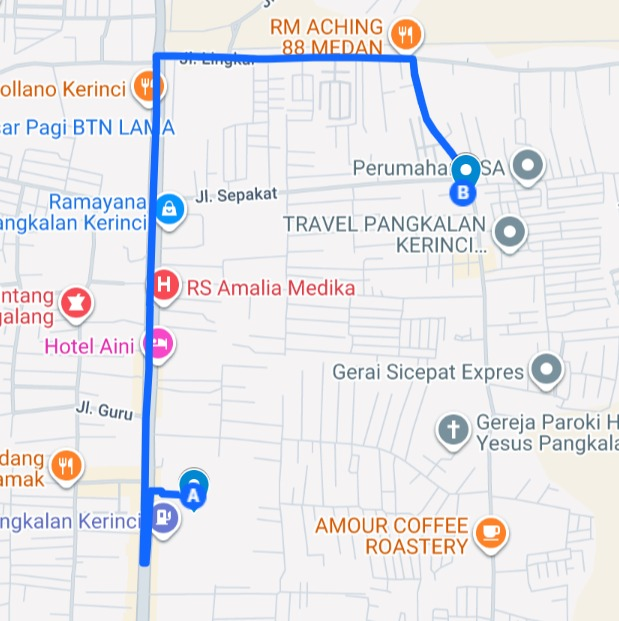 RM ACHING
88 MEDAN
Jl. Lingkar
ollano Kerinci
sar Pagi BTN LAMA
Perumaha SA
B
Ramayana
angkalan Kerinci
Jl. Sepakat
TRAVEL PANGKALAN
KERINCI...
H
RS Amalia Medika
ntang
galang
Hotel Aini
Gerai Sicepat Expres
Jl. Guru
Gereja Paroki H
Yesus Pangkala
dang
amak
A
ngkalan Kerinci
AMOUR COFFEE
ROASTERY